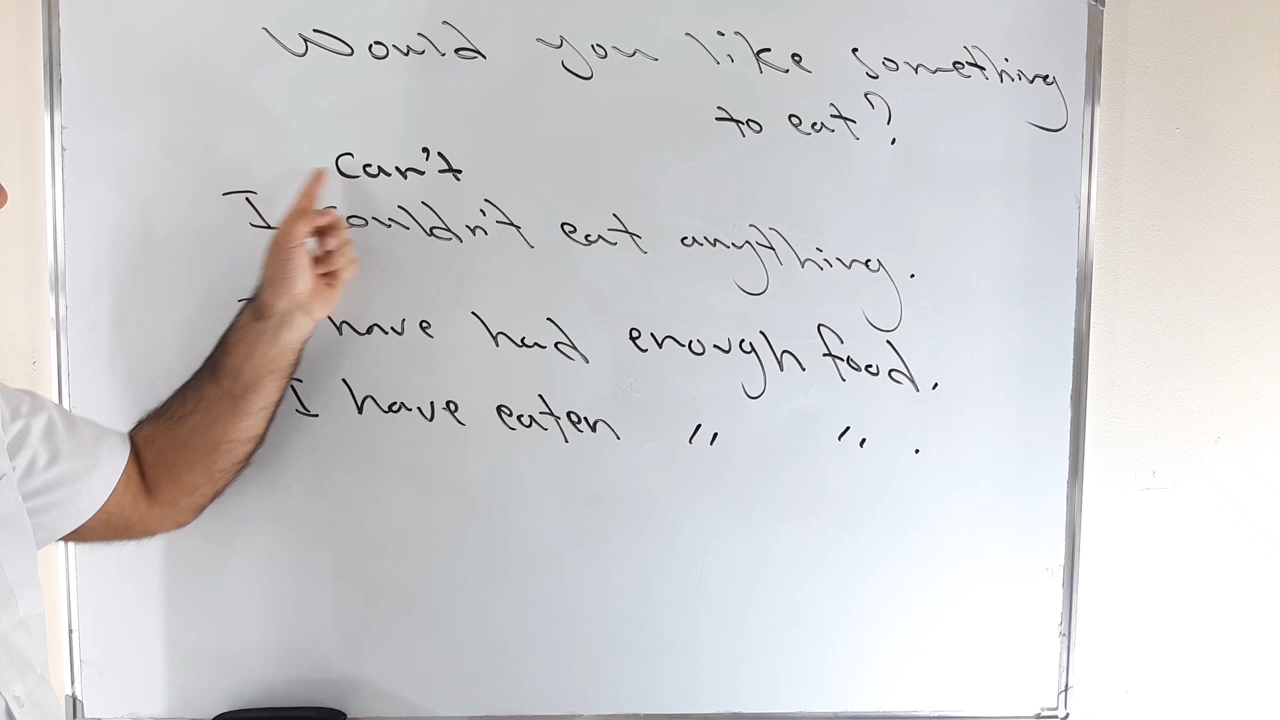 Would you like something
to eat?
can't
I couldn't eat anything.
have had enough food.
I have eaten " " .